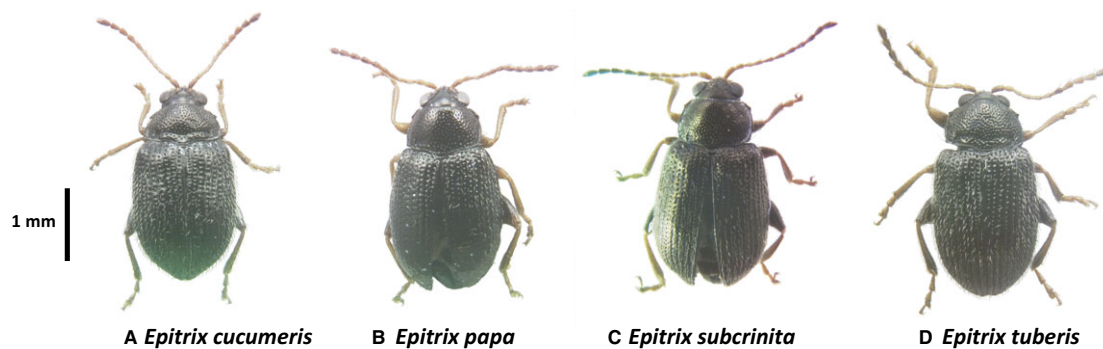 1 mm
A Epitrix cucumeris
B Epitrix papa
C Epitrix subcrinita
D Epitrix tuberis